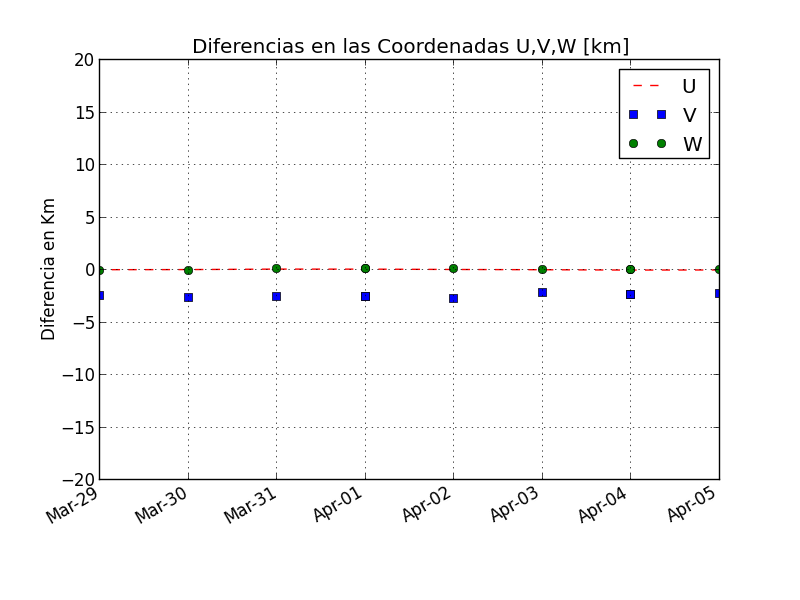 Diferencias en las Coordenadas U,V,W [km]
U
V
W
Diferencia en Km
20
15
10
5
0
−5
−10
−15
−20
Mar-29
Mar-30
Mar-31
Apr-01
Apr-02
Apr-03
Apr-04
Apr-05